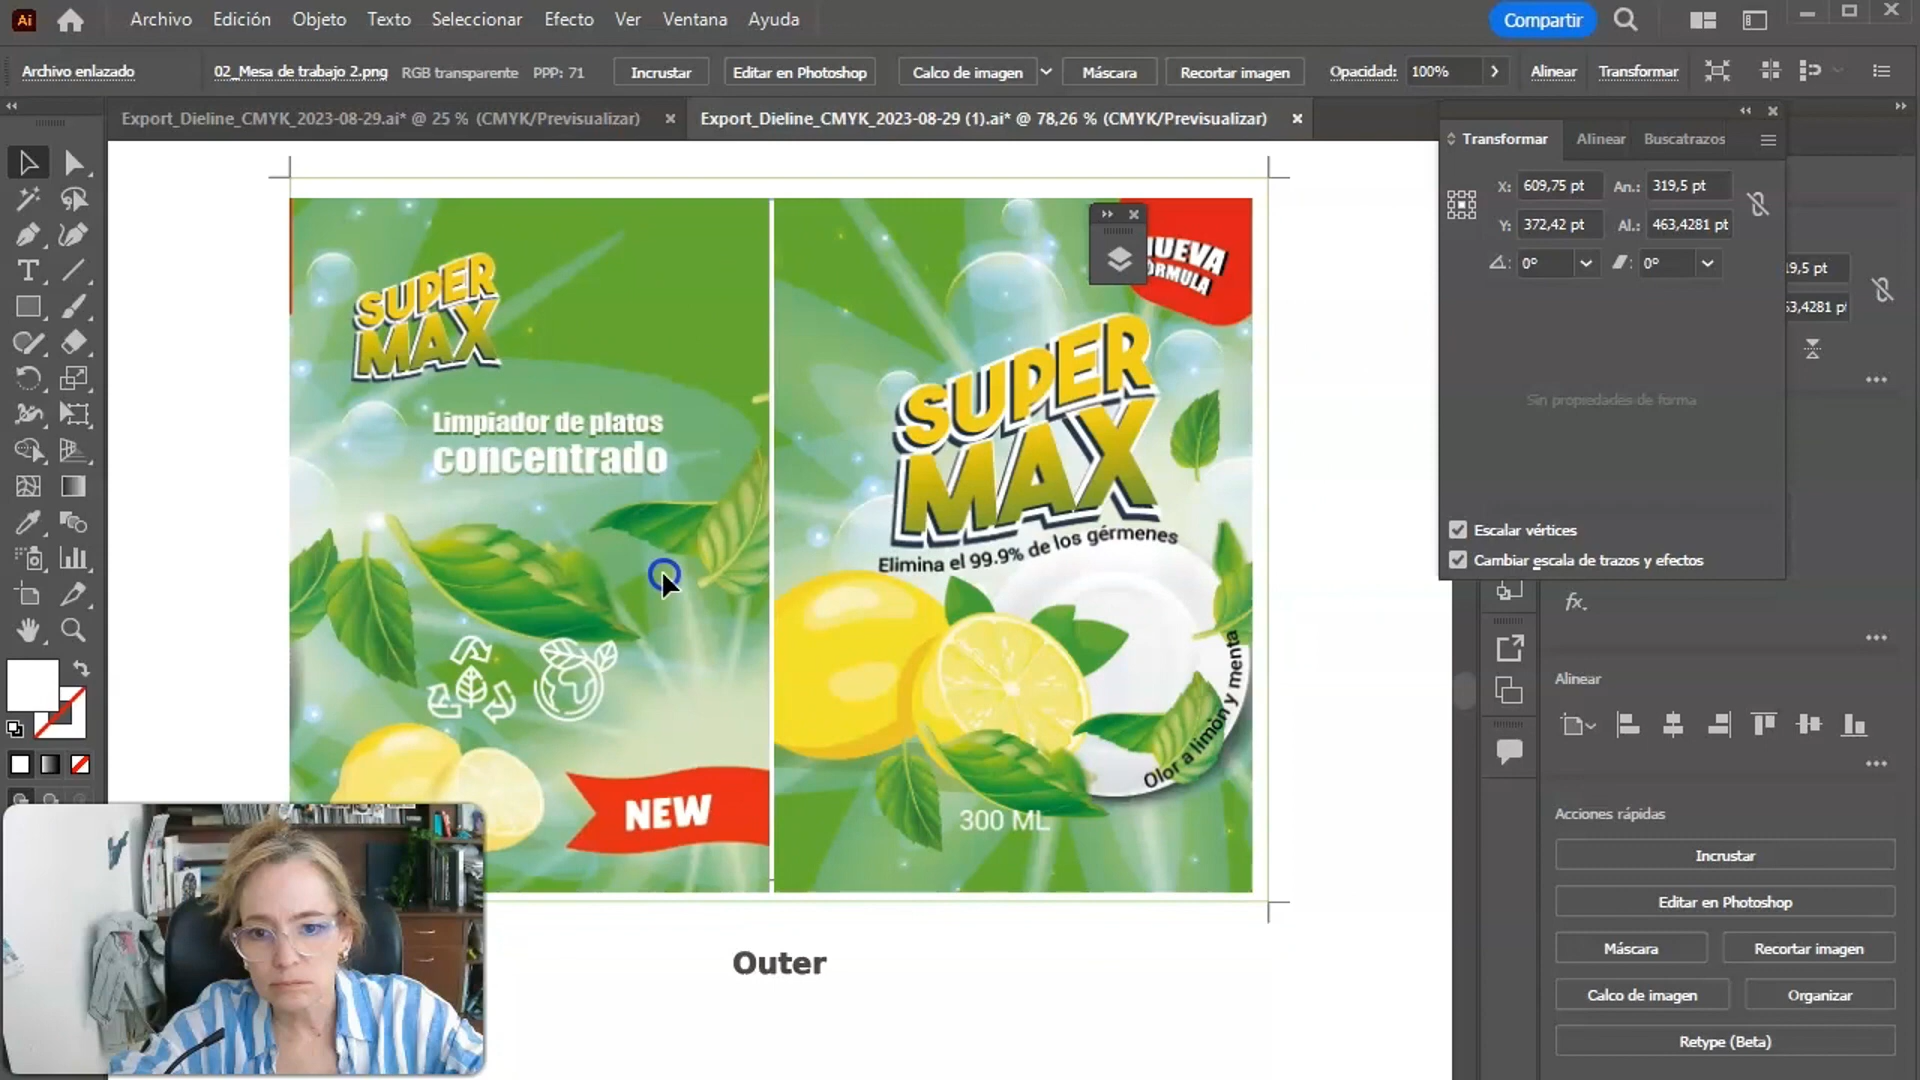 Ai
Archivo Edición Objeto Texto Seleccionar Efecto Ver Ventana Ayuda
Compartir
Archivo enlazado 02_Mesa de trabajo 2.png RGB transparente PPP: 71 Incrustar Editar en Photoshop Calco de imagen Máscara Recortar imagen Opacidad: 100% Alinear Transformar
Export_Dieline_CMYK_2023-08-29.ai* @ 25 % (CMYK/Previsualizar) × Export_Dieline_CMYK_2023-08-29 (1).ai* @ 78,26 % (CMYK/Previsualizar) ×
Transformar Alinear Buscatrazos
X: 609,75 pt An.: 319,5 pt
Y: 372,42 pt Al.: 463,4281 pt
0° 0°
Sin propiedades de forma
Escalar vértices
Cambiar escala de trazos y efectos
SUPER
MAX
Limpiador de platos
concentrado
NEW
NUEVA
FORMULA
SUPER
MAX
Elimina el 99.9% de los gérmenes
Olor a limòn y menta
300 ML
Outer
fx.
Alinear
Acciones rápidas
Incrustar
Editar en Photoshop
Máscara Recortar imagen
Calco de imagen Organizar
Retype (Beta)